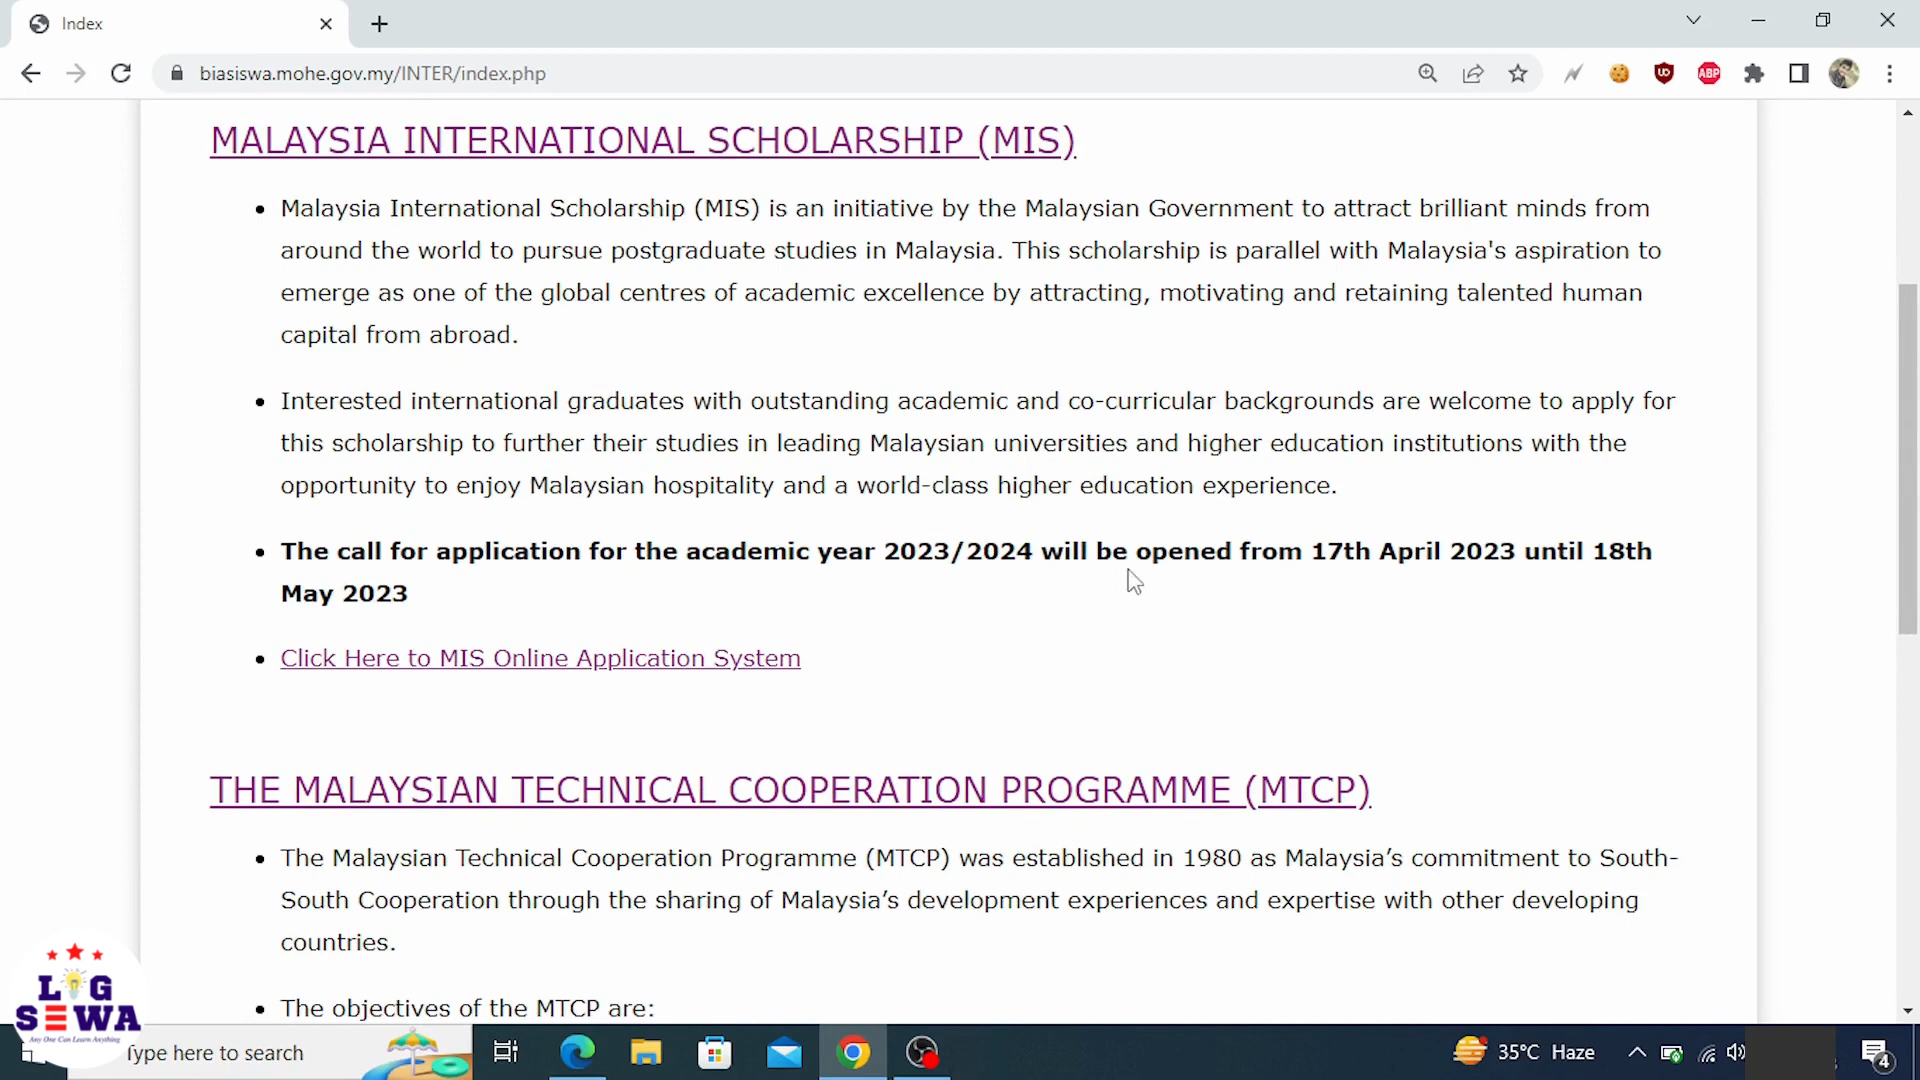 Index
biasiswa.mohe.gov.my/INTER/index.php
ABP
MALAYSIA INTERNATIONAL SCHOLARSHIP (MIS)
Malaysia International Scholarship (MIS) is an initiative by the Malaysian Government to attract brilliant minds from
around the world to pursue postgraduate studies in Malaysia. This scholarship is parallel with Malaysia's aspiration to
emerge as one of the global centres of academic excellence by attracting, motivating and retaining talented human
capital from abroad.
Interested international graduates with outstanding academic and co-curricular backgrounds are welcome to apply for
this scholarship to further their studies in leading Malaysian universities and higher education institutions with the
opportunity to enjoy Malaysian hospitality and a world-class higher education experience.
The call for application for the academic year 2023/2024 will be opened from 17th April 2023 until 18th
May 2023
Click Here to MIS Online Application System
THE MALAYSIAN TECHNICAL COOPERATION PROGRAMME (MTCP)
The Malaysian Technical Cooperation Programme (MTCP) was established in 1980 as Malaysia’s commitment to South-
South Cooperation through the sharing of Malaysia’s development experiences and expertise with other developing
countries.
The objectives of the MTCP are:
LIG
SEWA
Any One Can Learn Anything
Type here to search
35°C Haze
4